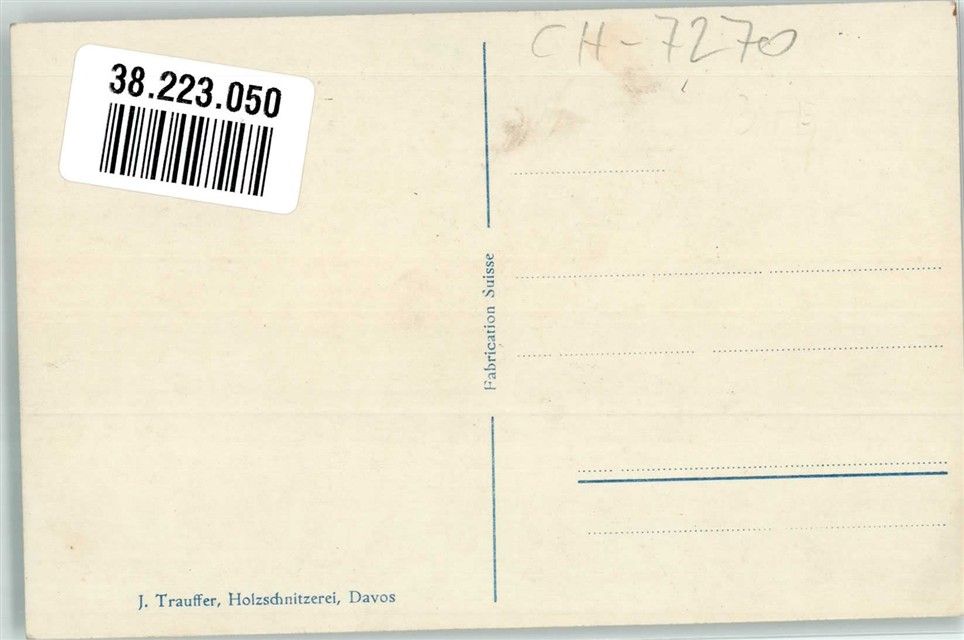 38.223.050
CH-7270
Fabrication Suisse
J. Trauffer, Holzschnitzerei, Davos